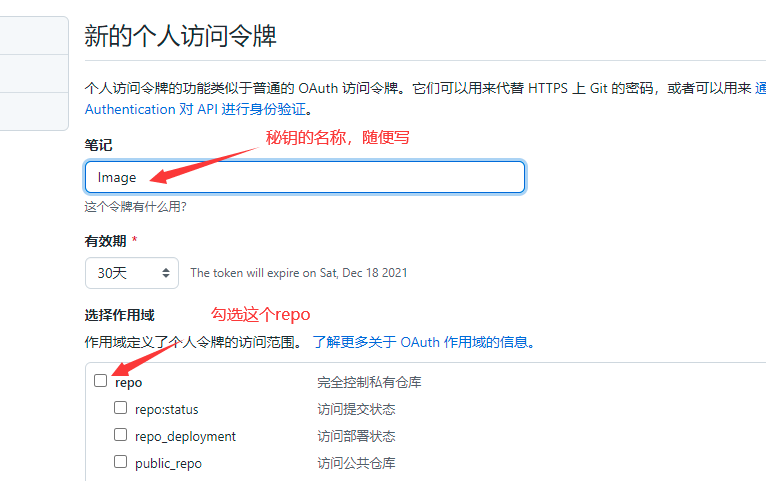 新的个人访问令牌
个人访问令牌的功能类似于普通的 OAuth 访问令牌。它们可以用来代替 HTTPS 上 Git 的密码，或者可以用来 通
Authentication 对 API 进行身份验证。
秘钥的名称，随便写
笔记
Image
这个令牌有什么用？
有效期 *
30天
The token will expire on Sat, Dec 18 2021
选择作用域
勾选这个repo
作用域定义了个人令牌的访问范围。 了解更多关于 OAuth 作用域的信息。
repo 完全控制私有仓库
repo:status 访问提交状态
repo_deployment 访问部署状态
public_repo 访问公共仓库